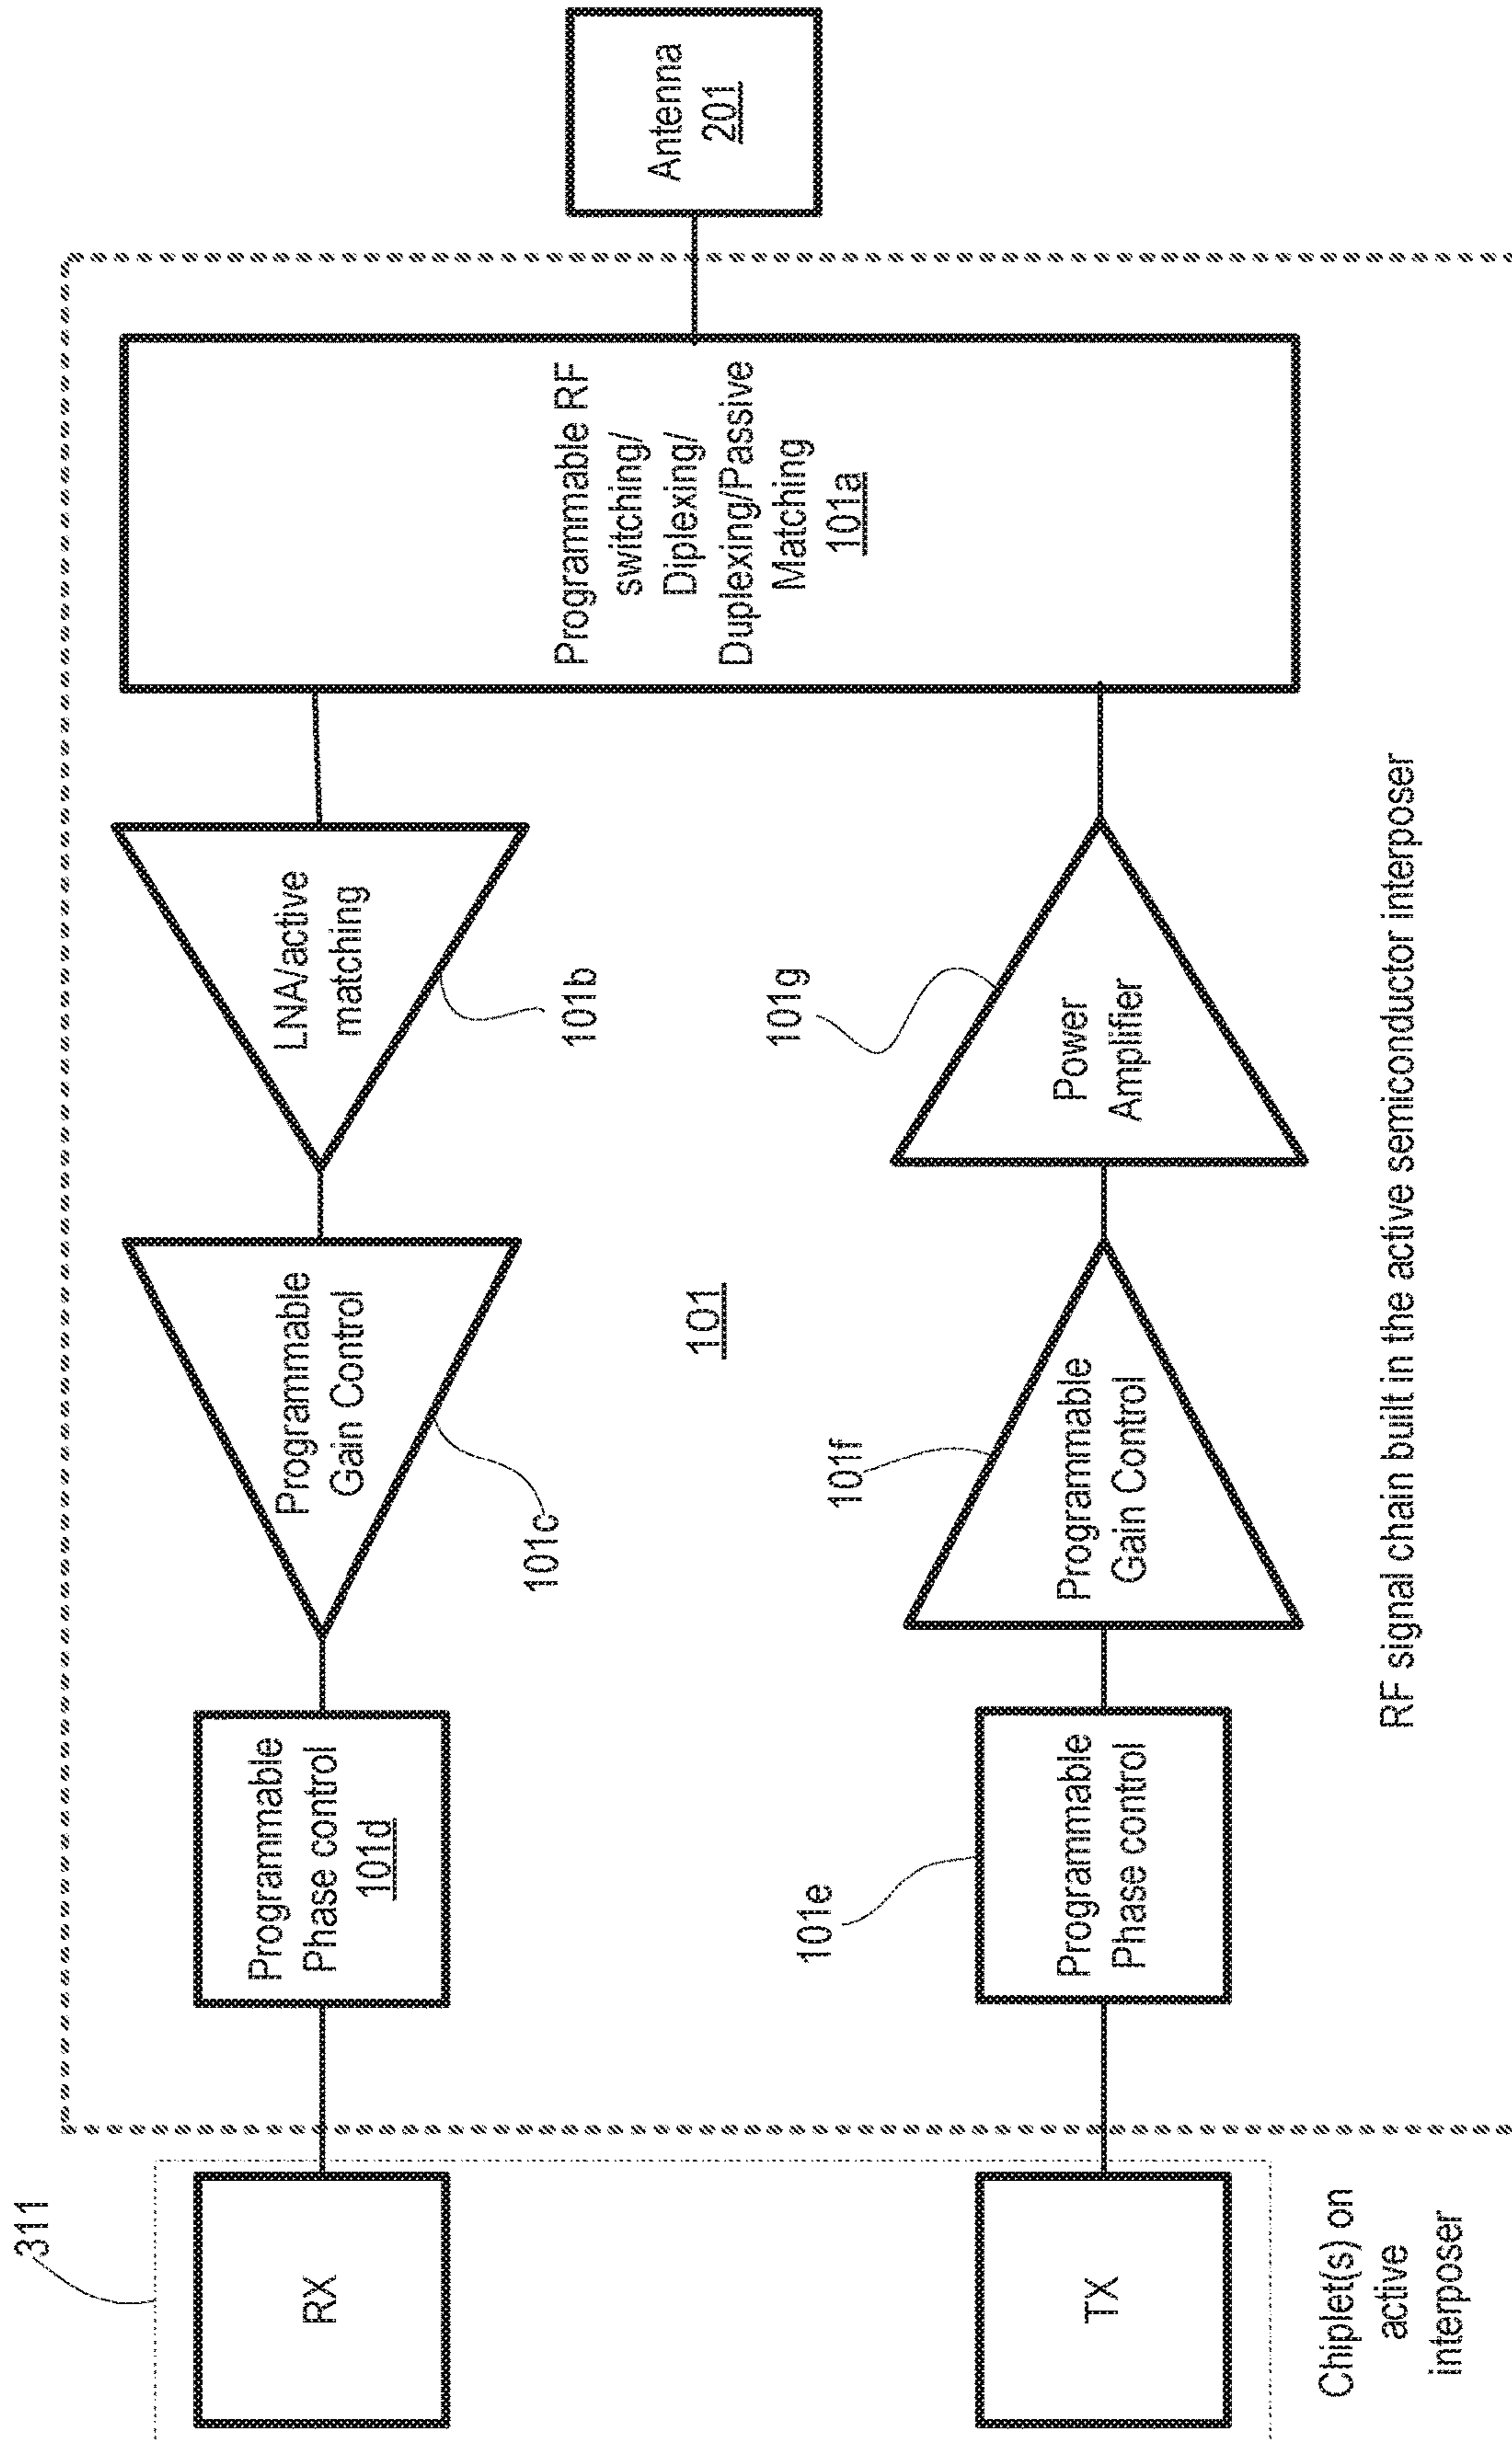 311
RX
Programmable
Phase control
101d
Programmable
Gain Control
101c
LNA/active
matching
101b
Programmable RF
switching/
Diplexing/
Duplexing/Passive
Matching
101a
Antenna
201
101
TX
101e
Programmable
Phase control
101f
Programmable
Gain Control
101g
Power
Amplifier
Chiplet(s) on
active
interposer
RF signal chain built in the active semiconductor interposer